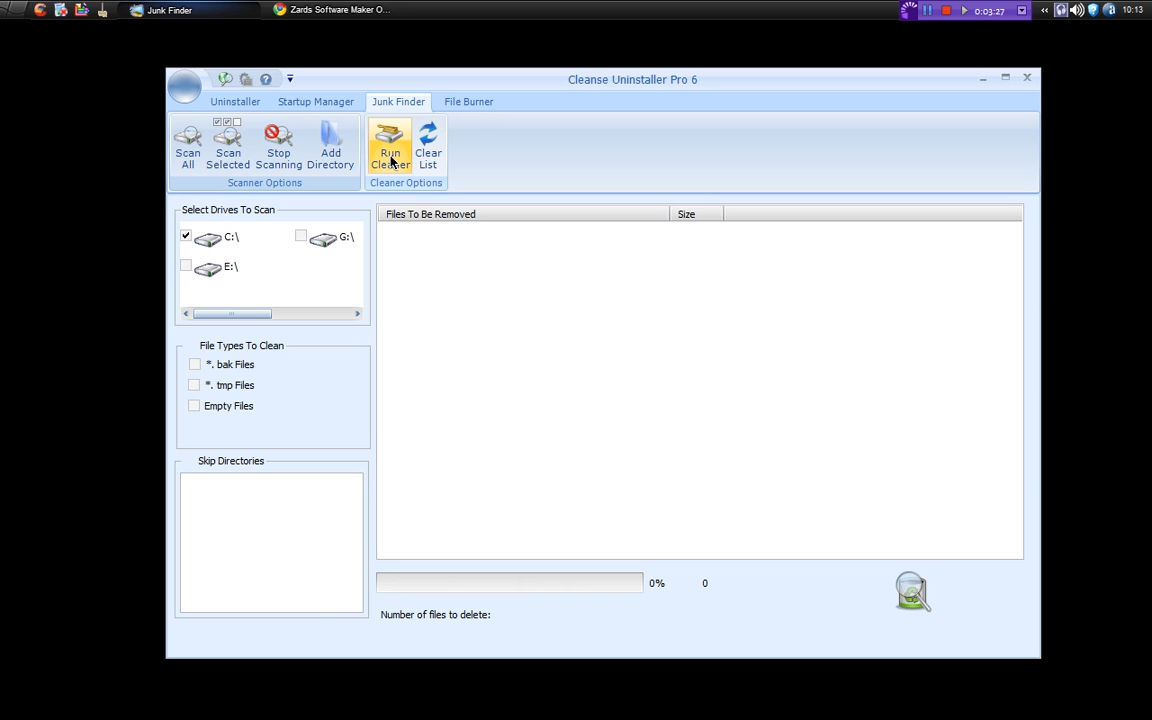 Junk Finder
Zards Software Maker O...
0:03:27
10:13
Cleanse Uninstaller Pro 6
Uninstaller
Startup Manager
Junk Finder
File Burner
Scan All
Scan Selected
Stop Scanning
Add Directory
Run Cleaner
Clear List
Scanner Options
Cleaner Options
Select Drives To Scan
C:\
G:\
E:\
Files To Be Removed
Size
File Types To Clean
*. bak Files
*. tmp Files
Empty Files
Skip Directories
0%
0
Number of files to delete: